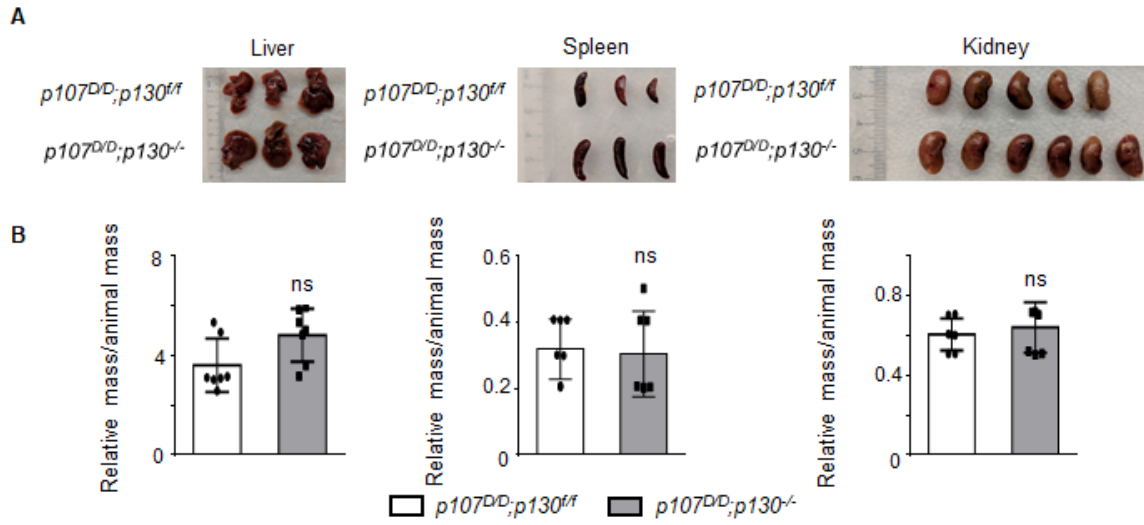 A
Liver Spleen Kidney
p107D/D;p130f/f p107D/D;p130f/f p107D/D;p130f/f
p107D/D;p130-/- p107D/D;p130-/- p107D/D;p130-/-
B
Relative mass/animal mass
8
4
0
ns
Relative mass/animal mass
0.6
0.4
0.2
0
ns
Relative mass/animal mass
0.8
0.4
0
ns
p107D/D;p130f/f p107D/D;p130-/-